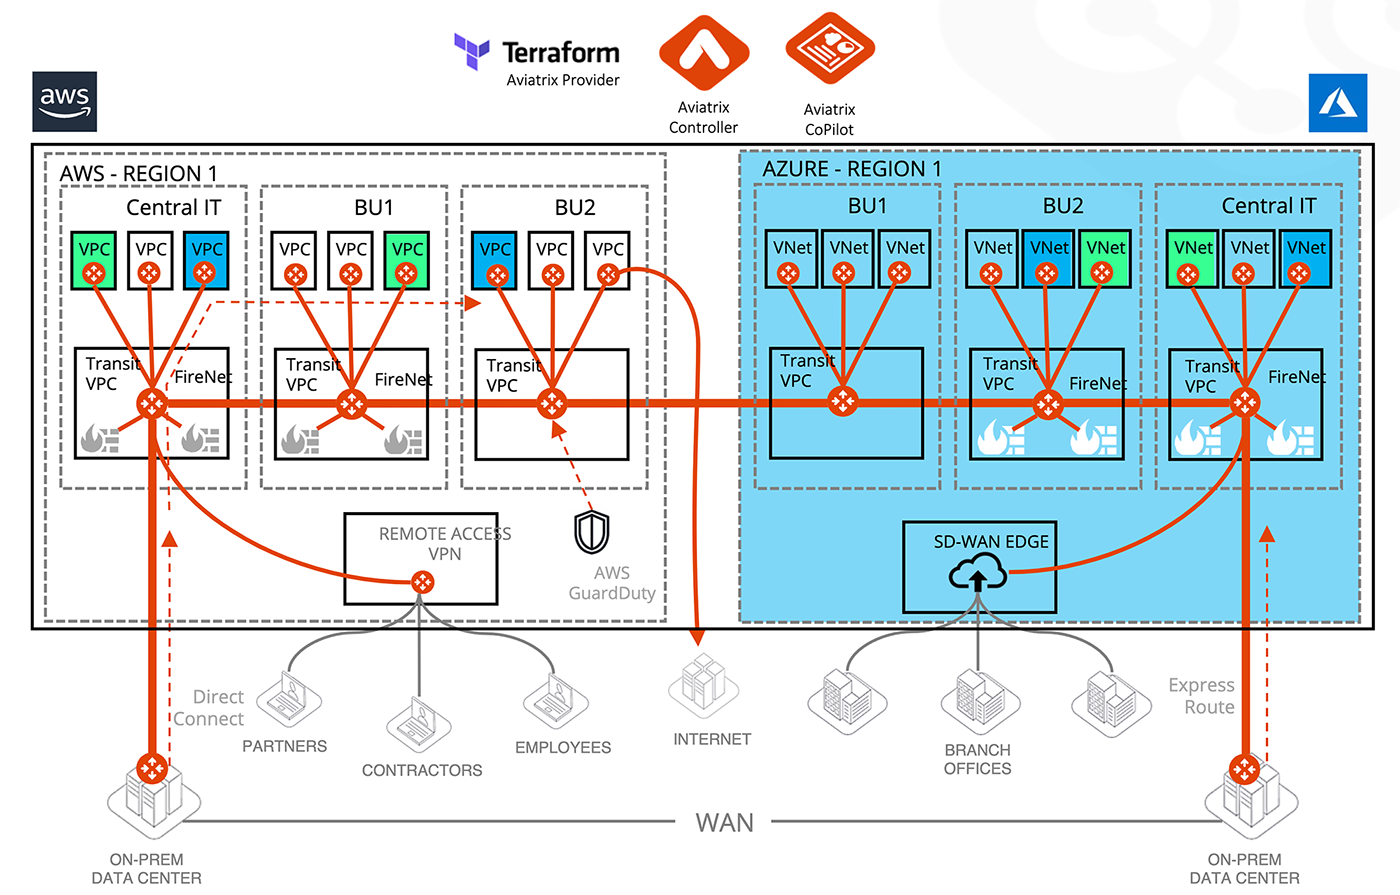 Terraform
Aviatrix Provider
Aviatrix
Controller
Aviatrix
CoPilot
aws
AWS - REGION 1
AZURE - REGION 1
Central IT
BU1
BU2
BU1
BU2
Central IT
VPC
VPC
VPC
VPC
VPC
VPC
VPC
VPC
VPC
VNet
VNet
VNet
VNet
VNet
VNet
VNet
VNet
VNet
Transit
VPC
FireNet
Transit
VPC
FireNet
Transit
VPC
Transit
VPC
Transit
VPC
FireNet
Transit
VPC
FireNet
REMOTE ACCESS
VPN
AWS
GuardDuty
SD-WAN EDGE
Direct
Connect
PARTNERS
CONTRACTORS
EMPLOYEES
INTERNET
BRANCH
OFFICES
Express
Route
WAN
ON-PREM
DATA CENTER
ON-PREM
DATA CENTER